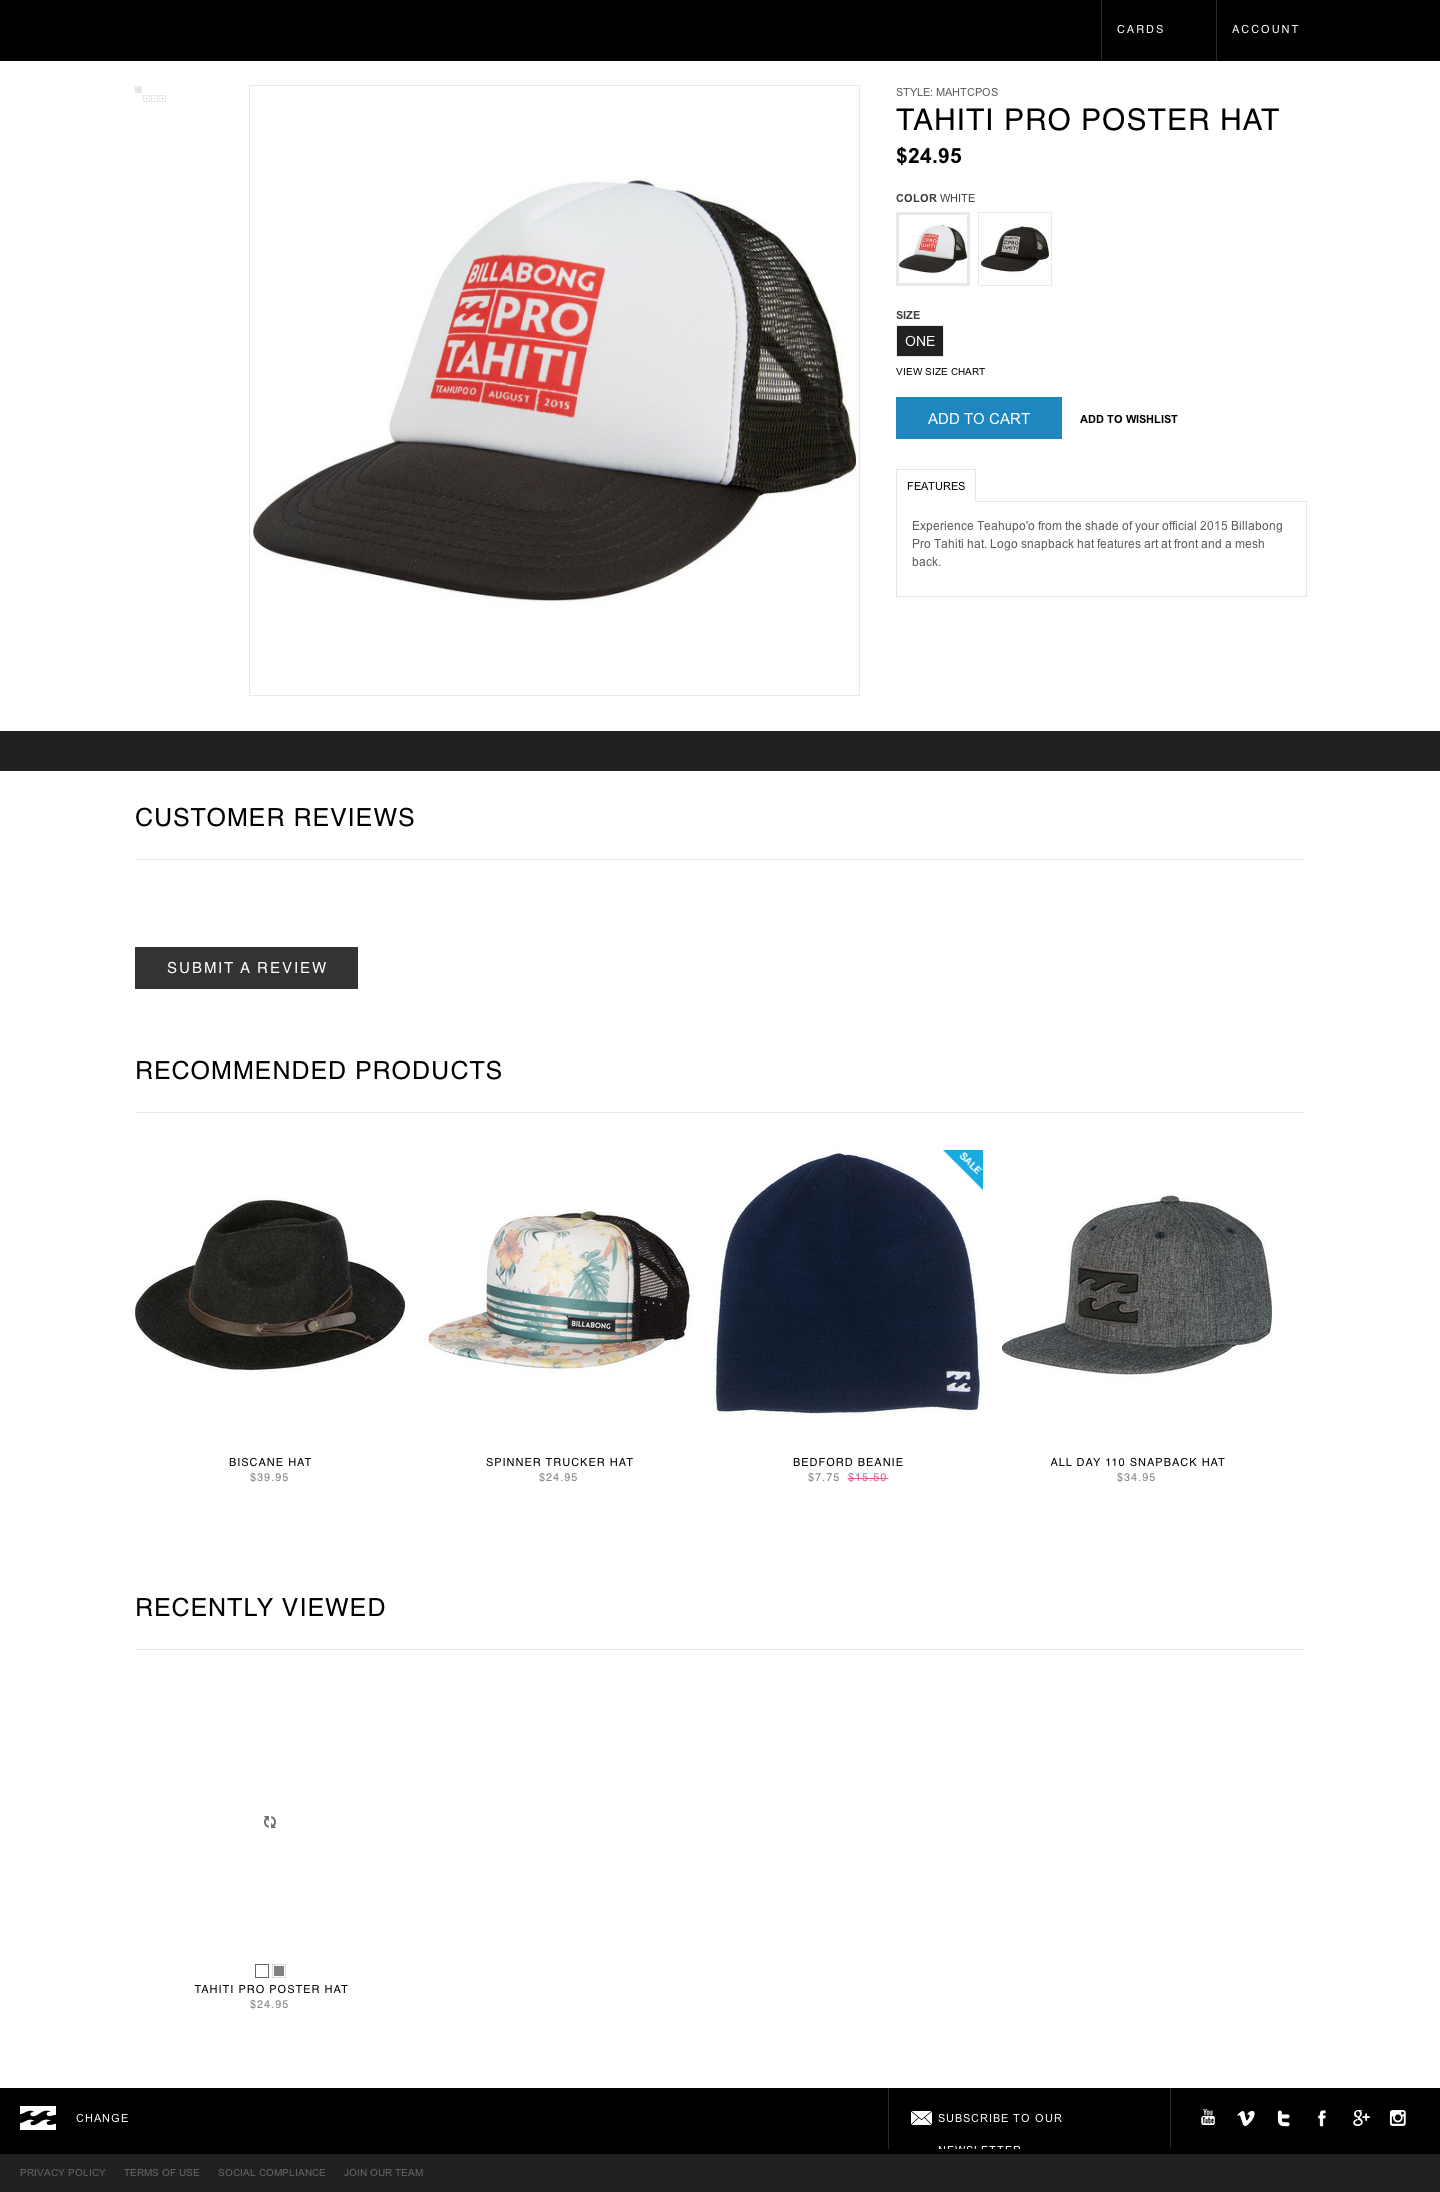 CARDS
ACCOUNT
STYLE: MAHTCPOS
TAHITI PRO POSTER HAT
$24.95
COLOR WHITE
BILLABONG
PRO
TAHITI
TEAHUPO'O AUGUST 2015
SIZE
ONE
VIEW SIZE CHART
ADD TO CART
ADD TO WISHLIST
FEATURES
Experience Teahupo'o from the shade of your official 2015 Billabong
Pro Tahiti hat. Logo snapback hat features art at front and a mesh
back.
CUSTOMER REVIEWS
SUBMIT A REVIEW
RECOMMENDED PRODUCTS
SALE
BILLABONG
BISCANE HAT
$39.95
SPINNER TRUCKER HAT
$24.95
BEDFORD BEANIE
$7.75 $15.50
ALL DAY 110 SNAPBACK HAT
$34.95
RECENTLY VIEWED
TAHITI PRO POSTER HAT
$24.95
CHANGE
SUBSCRIBE TO OUR
NEWSLETTER
PRIVACY POLICY TERMS OF USE SOCIAL COMPLIANCE JOIN OUR TEAM